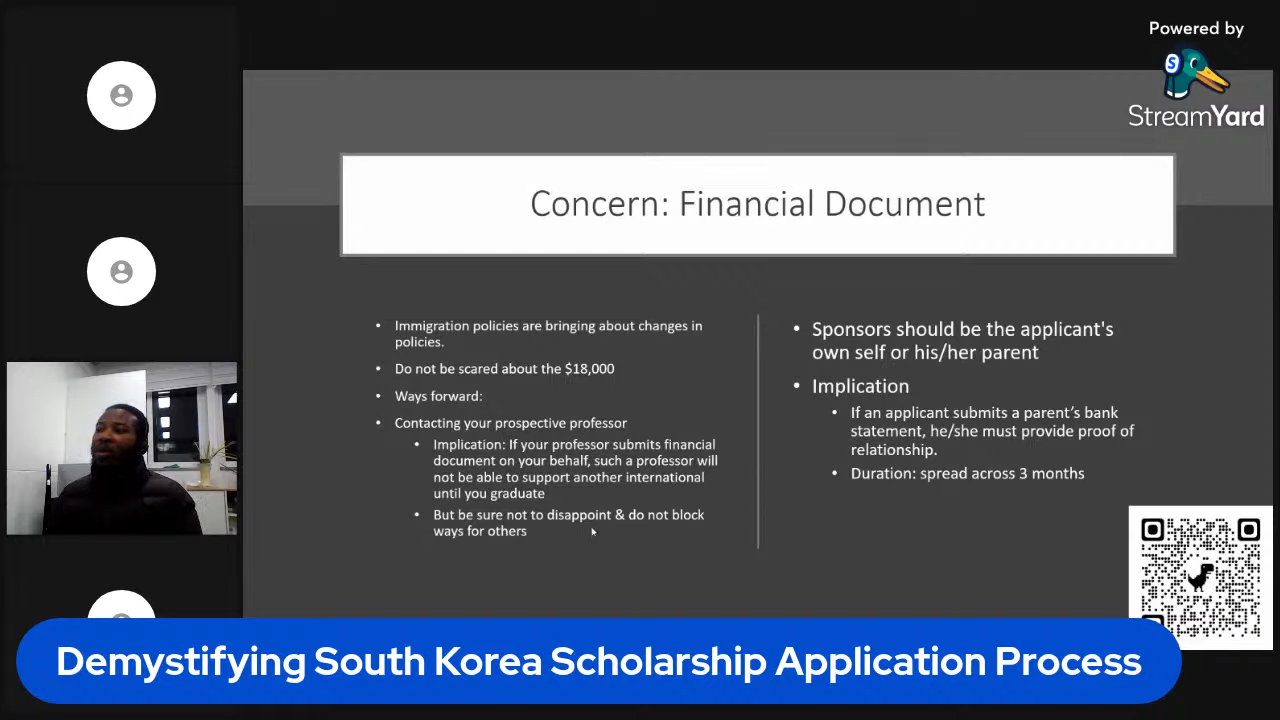 Powered by
StreamYard
Concern: Financial Document
• Immigration policies are bringing about changes in
policies.
• Do not be scared about the $18,000
• Ways forward:
• Contacting your prospective professor
• Implication: If your professor submits financial
document on your behalf, such a professor will
not be able to support another international
until you graduate
• But be sure not to disappoint & do not block
ways for others
• Sponsors should be the applicant's
own self or his/her parent
• Implication
• If an applicant submits a parent’s bank
statement, he/she must provide proof of
relationship.
• Duration: spread across 3 months
Demystifying South Korea Scholarship Application Process